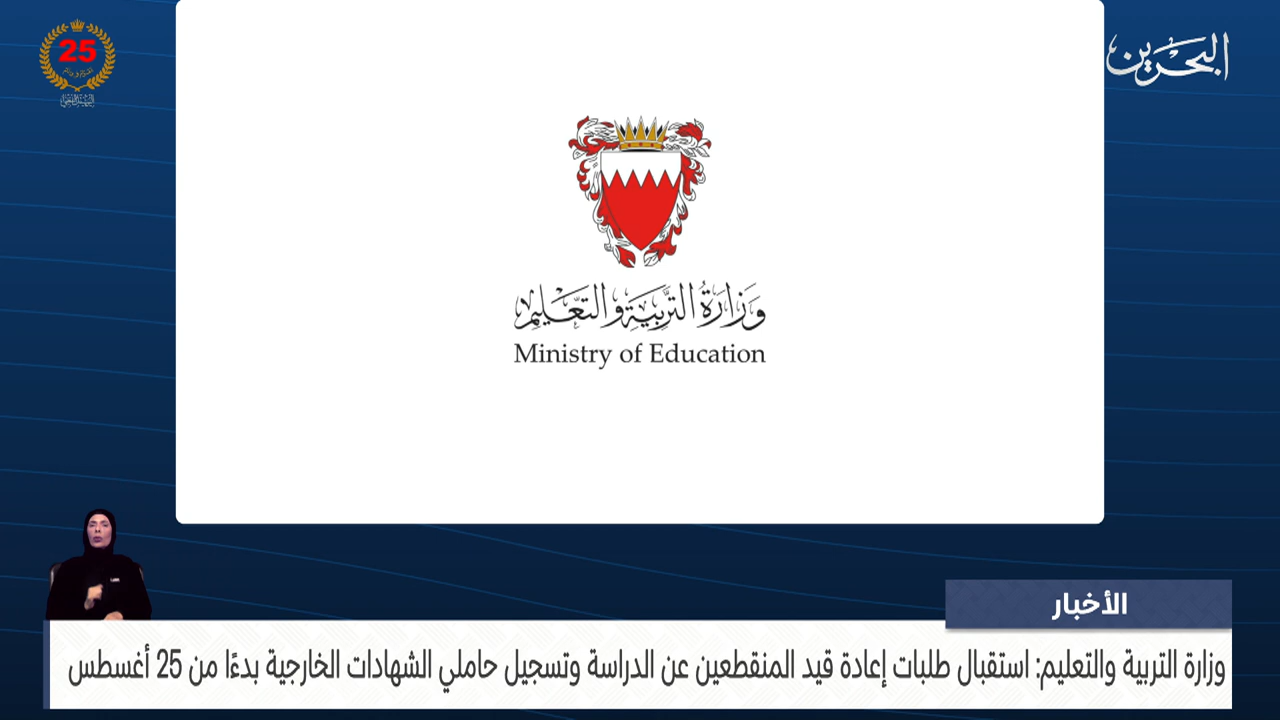 25
البحرين
وزارة التربية والتعليم
Ministry of Education
الأخبار
وزارة التربية والتعليم: استقبال طلبات إعادة قيد المنقطعين عن الدراسة وتسجيل حاملي الشهادات الخارجية بدءًا من 25 أغسطس